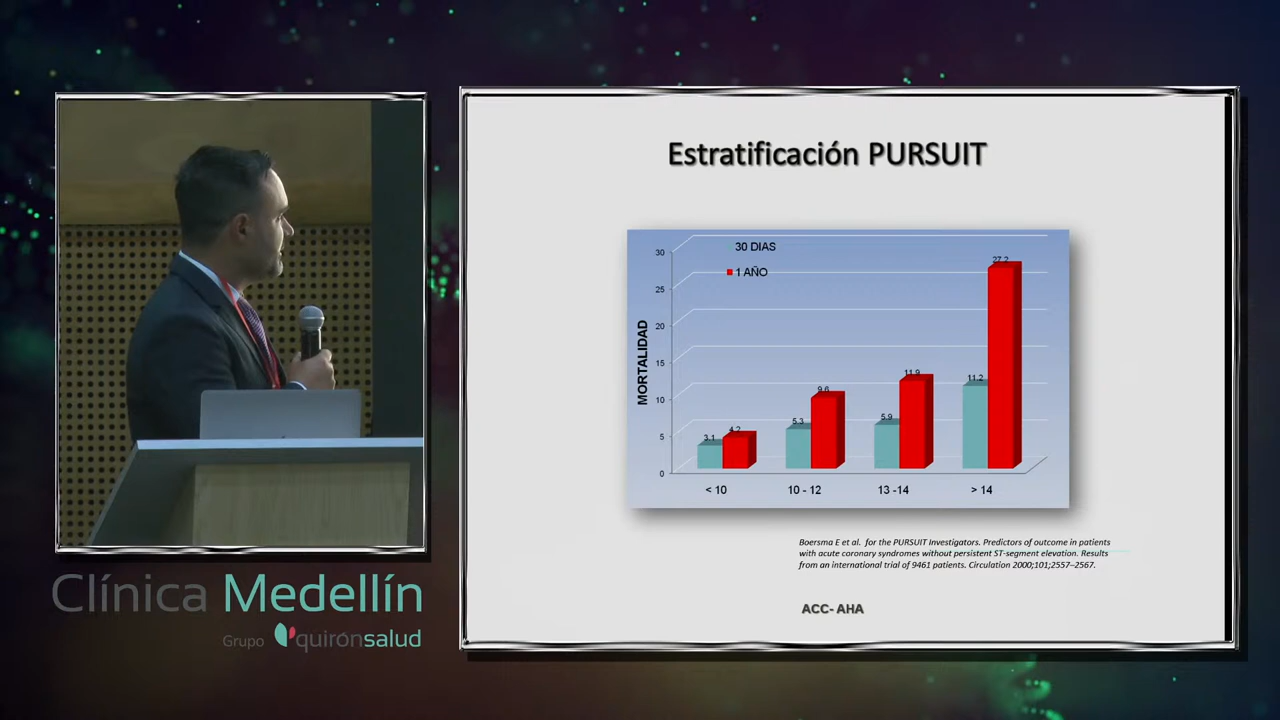 Estratificación PURSUIT
30 DIAS
1 AÑO
MORTALIDAD
30
25
20
15
10
5
0
3.1
4.2
5.3
9.6
5.9
11.9
11.2
27.2
< 10
10 - 12
13 -14
> 14
Boersma E et al. for the PURSUIT Investigators. Predictors of outcome in patients
with acute coronary syndromes without persistent ST-segment elevation. Results
from an international trial of 9461 patients. Circulation 2000;101;2557–2567.
ACC- AHA
Clínica Medellín
Grupo quirónsalud